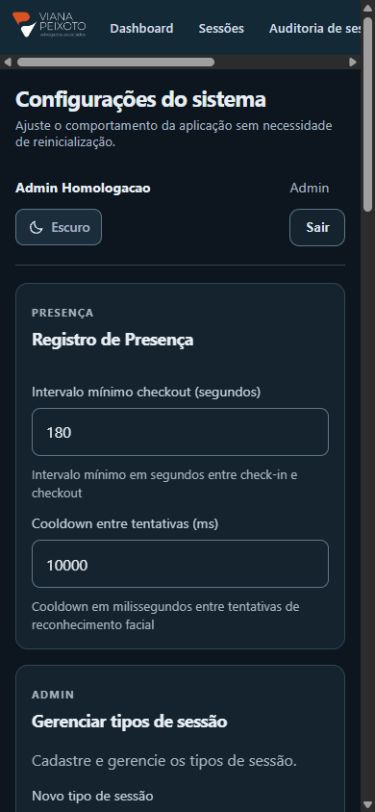 VIANA
PEIXOTO
Dashboard
Sessões
Auditoria de ses
Configurações do sistema
Ajuste o comportamento da aplicação sem necessidade
de reinicialização.
Admin Homologacao
Admin
Escuro
Sair
PRESENÇA
Registro de Presença
Intervalo mínimo checkout (segundos)
180
Intervalo mínimo em segundos entre check-in e
checkout
Cooldown entre tentativas (ms)
10000
Cooldown em milissegundos entre tentativas de
reconhecimento facial
ADMIN
Gerenciar tipos de sessão
Cadastre e gerencie os tipos de sessão.
Novo tipo de sessão